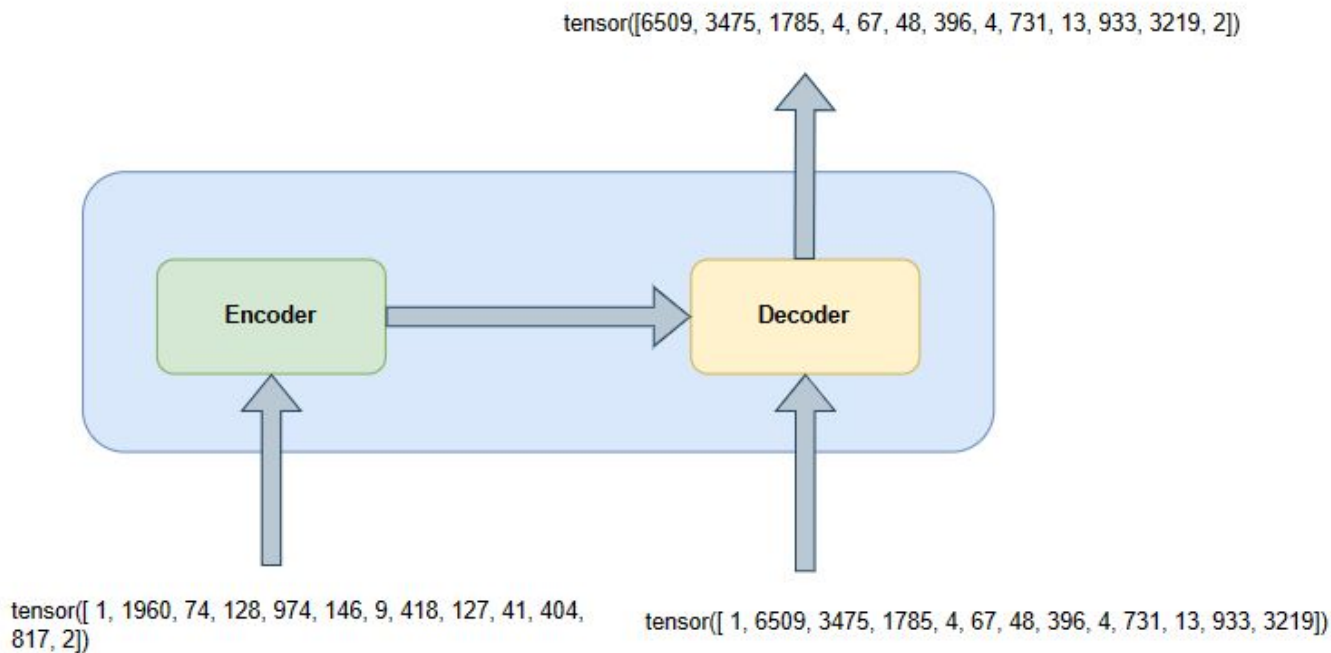 tensor([6509, 3475, 1785, 4, 67, 48, 396, 4, 731, 13, 933, 3219, 2])
Encoder
Decoder
tensor([ 1, 1960, 74, 128, 974, 146, 9, 418, 127, 41, 404,
817, 2])
tensor([ 1, 6509, 3475, 1785, 4, 67, 48, 396, 4, 731, 13, 933, 3219])